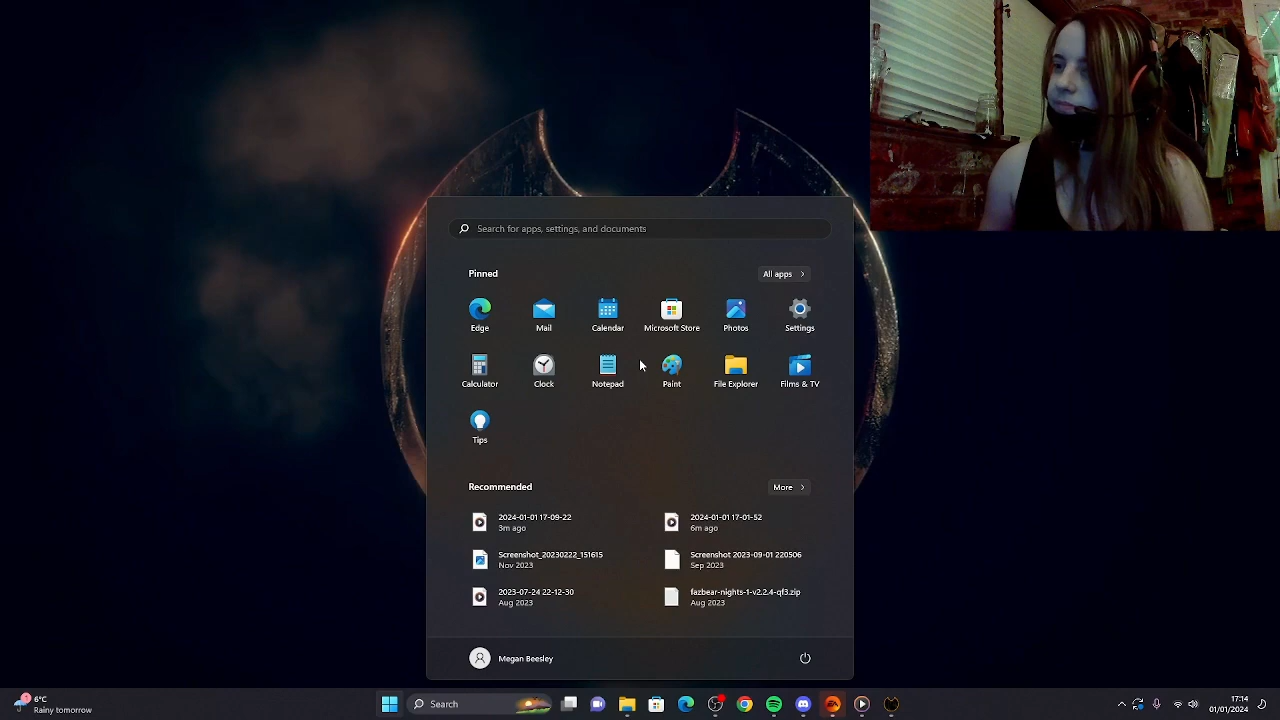 Search for apps, settings, and documents
Pinned
All apps
Edge
Mail
Calendar
Microsoft Store
Photos
Settings
Calculator
Clock
Notepad
Paint
File Explorer
Films & TV
Tips
Recommended
More
2024-01-01 17-09-22
3m ago
2024-01-01 17-01-52
6m ago
Screenshot_20230222_151615
Nov 2023
Screenshot 2023-09-01 220506
Sep 2023
2023-07-24 22-12-30
Aug 2023
fazbear-nights-1-v2.2.4-qf3.zip
Aug 2023
Megan Beesley
6°C
Rainy tomorrow
Search
EA
17:14
01/01/2024